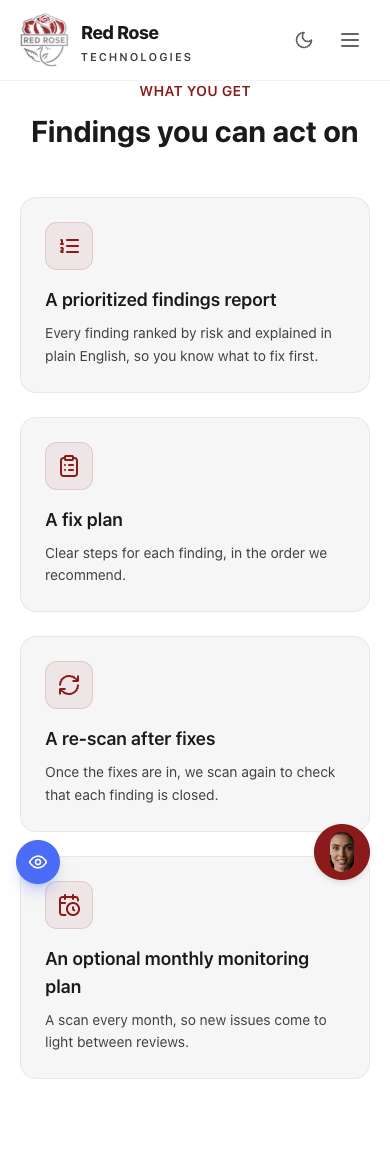 RED ROSE
Red Rose
TECHNOLOGIES
WHAT YOU GET
Findings you can act on
A prioritized findings report
Every finding ranked by risk and explained in
plain English, so you know what to fix first.
A fix plan
Clear steps for each finding, in the order we
recommend.
A re-scan after fixes
Once the fixes are in, we scan again to check
that each finding is closed.
An optional monthly monitoring
plan
A scan every month, so new issues come to
light between reviews.